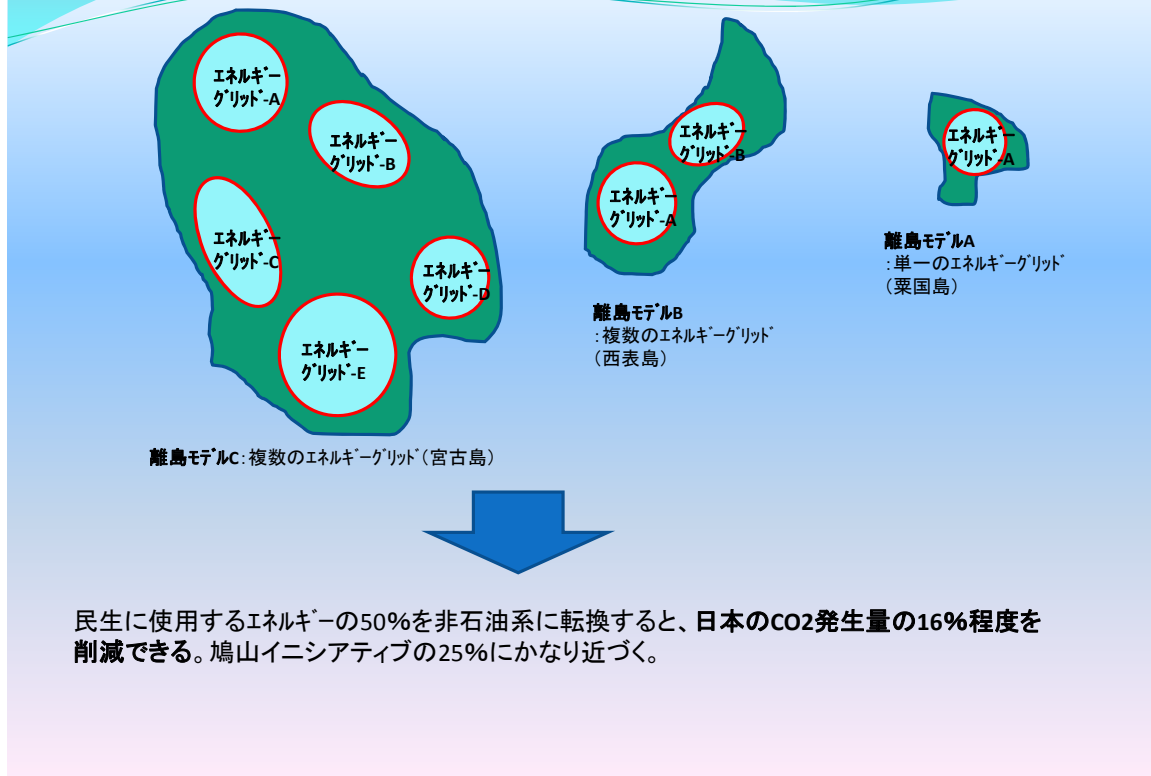 ｴﾈﾙｷﾞｰ
ｸﾞﾘｯﾄﾞ-A
ｴﾈﾙｷﾞｰ
ｸﾞﾘｯﾄﾞ-B
ｴﾈﾙｷﾞｰ
ｸﾞﾘｯﾄﾞ-C
ｴﾈﾙｷﾞｰ
ｸﾞﾘｯﾄﾞ-D
ｴﾈﾙｷﾞｰ
ｸﾞﾘｯﾄﾞ-E
離島ﾓﾃﾞﾙC:複数のｴﾈﾙｷﾞｰｸﾞﾘｯﾄﾞ(宮古島)
ｴﾈﾙｷﾞｰ
ｸﾞﾘｯﾄﾞ-B
ｴﾈﾙｷﾞｰ
ｸﾞﾘｯﾄﾞ-A
離島ﾓﾃﾞﾙB
:複数のｴﾈﾙｷﾞｰｸﾞﾘｯﾄﾞ
(西表島)
ｴﾈﾙｷﾞｰ
ｸﾞﾘｯﾄﾞ-A
離島ﾓﾃﾞﾙA
:単一のｴﾈﾙｷﾞｰｸﾞﾘｯﾄﾞ
(粟国島)
民生に使用するｴﾈﾙｷﾞｰの50%を非石油系に転換すると、日本のCO2発生量の16%程度を
削減できる。鳩山イニシアティブの25%にかなり近づく。